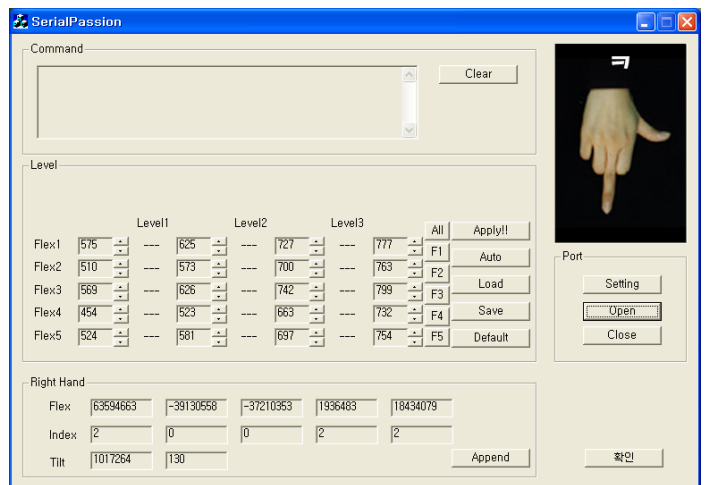 SerialPassion
Command
Clear
ㅋ
Level
Level1 Level2 Level3
All Apply!!
Flex1 575 --- 625 --- 727 --- 777 F1
Auto
Flex2 510 --- 573 --- 700 --- 763 F2
Load
Flex3 569 --- 626 --- 742 --- 799 F3
Flex4 454 --- 523 --- 663 --- 732 F4 Save
Flex5 524 --- 581 --- 697 --- 754 F5 Default
Port
Setting
Open
Close
Right Hand
Flex 63594663 -39130558 -37210353 1936483 18434079
Index 2 0 0 2 2
Tilt 1017264 130 Append
확인